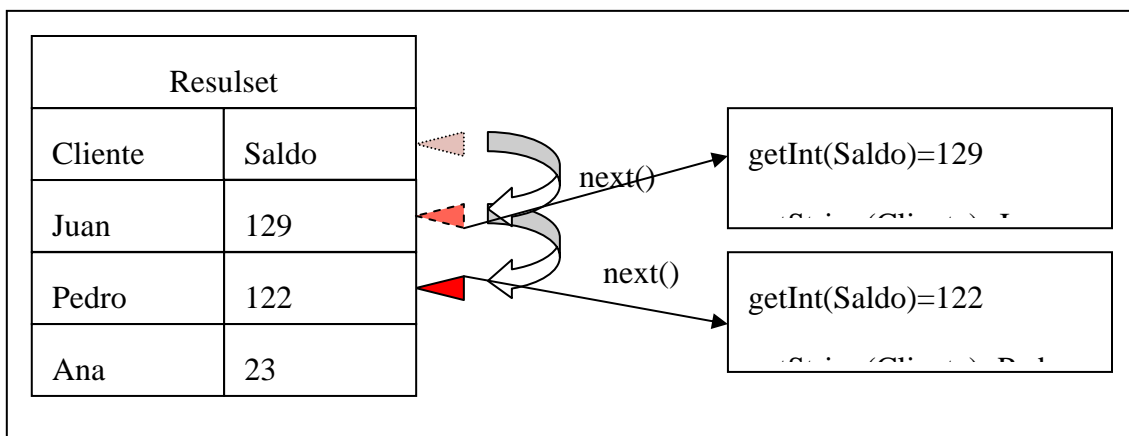 Resulset
Cliente Saldo
Juan 129
Pedro 122
Ana 23
next()
next()
getInt(Saldo)=129
getInt(Saldo)=122